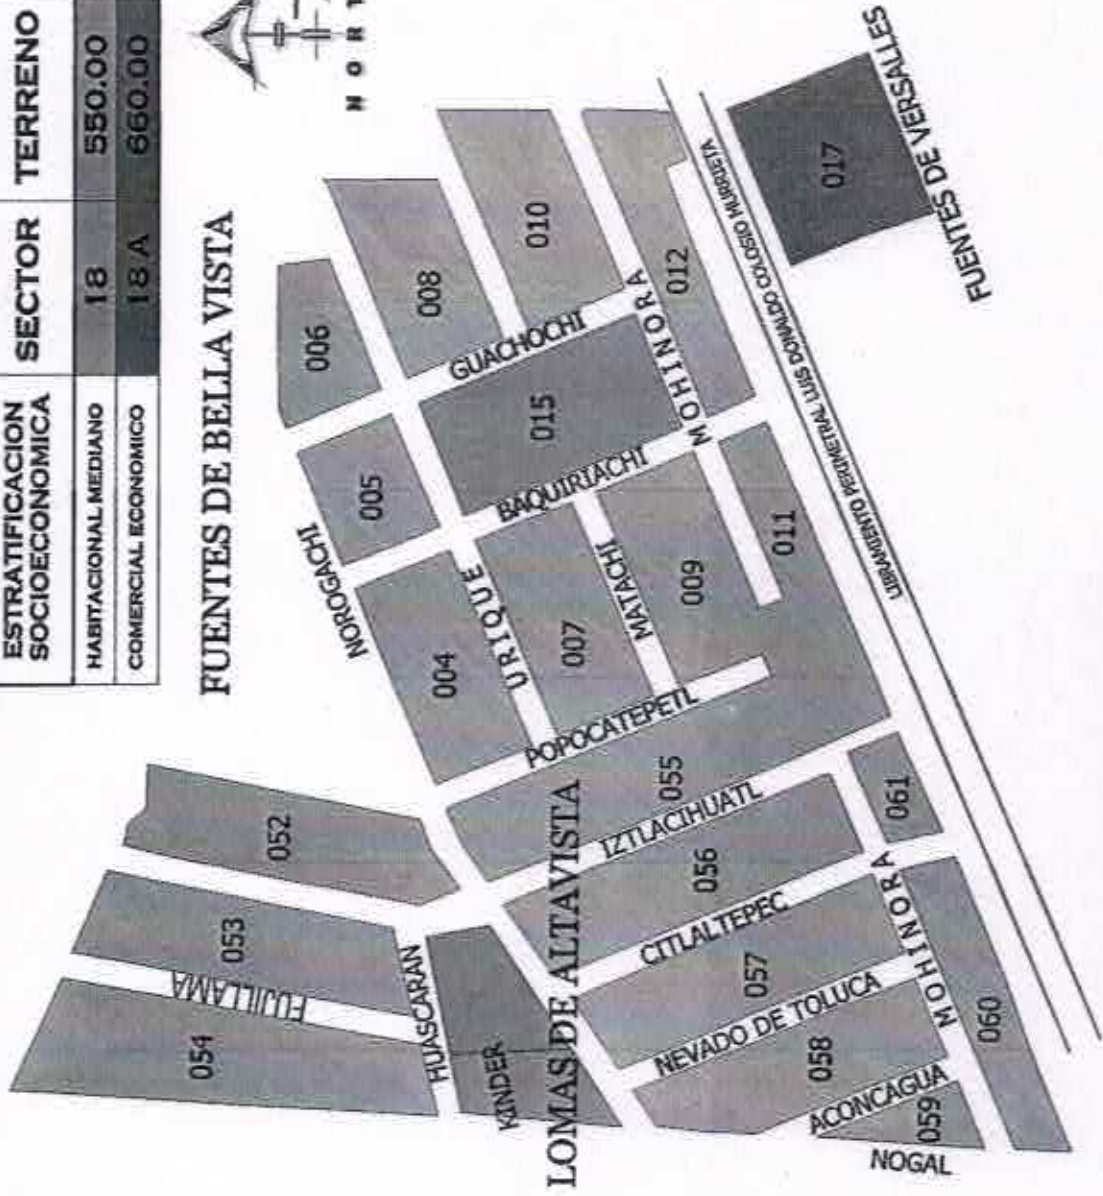 ESTRATIFICACION SOCIOECONOMICA
SECTOR
TERRENO
HABITACIONAL MEDIANO
18
550.00
COMERCIAL ECONOMICO
18 A
660.00
FUENTES DE BELLA VISTA
NORT
006
008
010
012
005
015
GUACHOCHI
MOHINORA
NOROGACHI
BAQUIRIACHI
004
URIQUE
007
MATACHI
009
011
POPOCATEPETL
017
FUENTES DE VERSALLES
LIBRAMIENTO PERIMETRAL LUIS DONALDO COLOSIO MURRIETA
052
053
054
FUJILLAMA
HUASCARAN
KINDER
LOMAS DE ALTAVISTA
055
IZTLACIHUATL
056
CITLALTEPEC
057
NEVADO DE TOLUCA
058
ACONCAGUA
059
NOGAL
061
MOHINORA
060